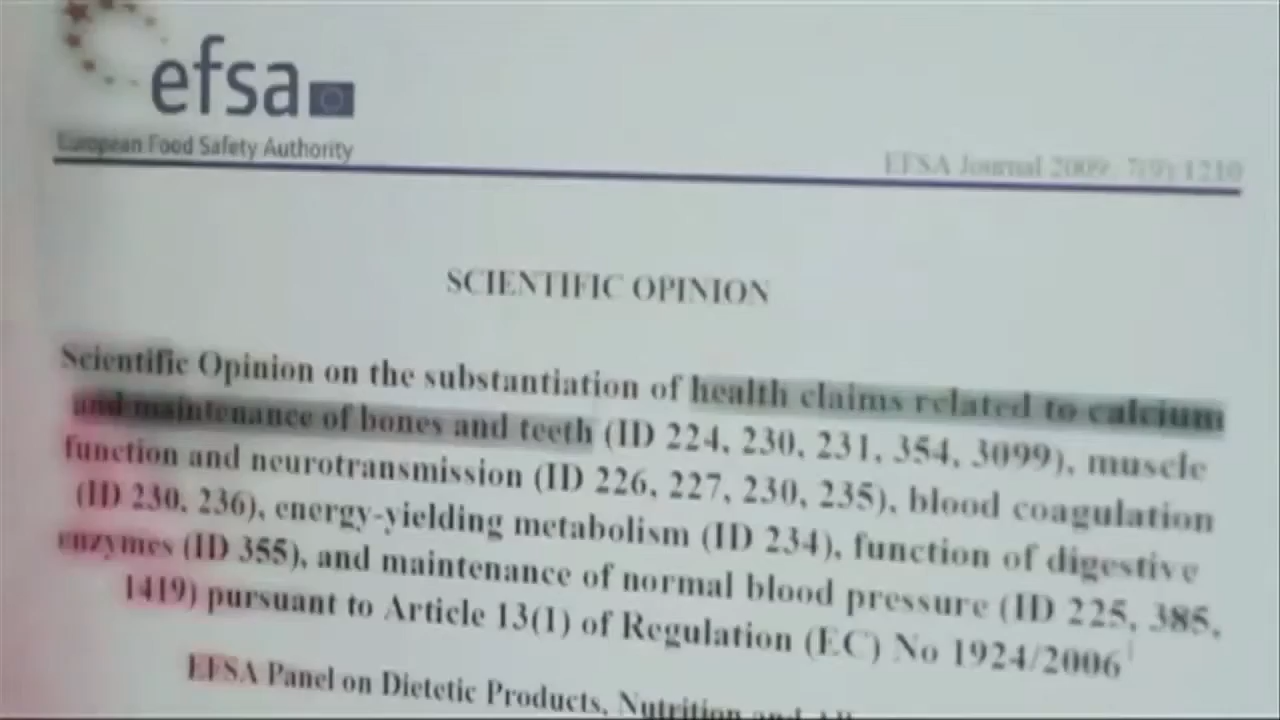 efsa
European Food Safety Authority
EFSA Journal 2009; 7(9):1210
SCIENTIFIC OPINION
Scientific Opinion on the substantiation of health claims related to calcium
and maintenance of bones and teeth (ID 224, 230, 231, 354, 3099), muscle
function and neurotransmission (ID 226, 227, 230, 235), blood coagulation
(ID 230, 236), energy-yielding metabolism (ID 234), function of digestive
enzymes (ID 355), and maintenance of normal blood pressure (ID 225, 385,
1419) pursuant to Article 13(1) of Regulation (EC) No 1924/2006
EFSA Panel on Dietetic Products, Nutrition and